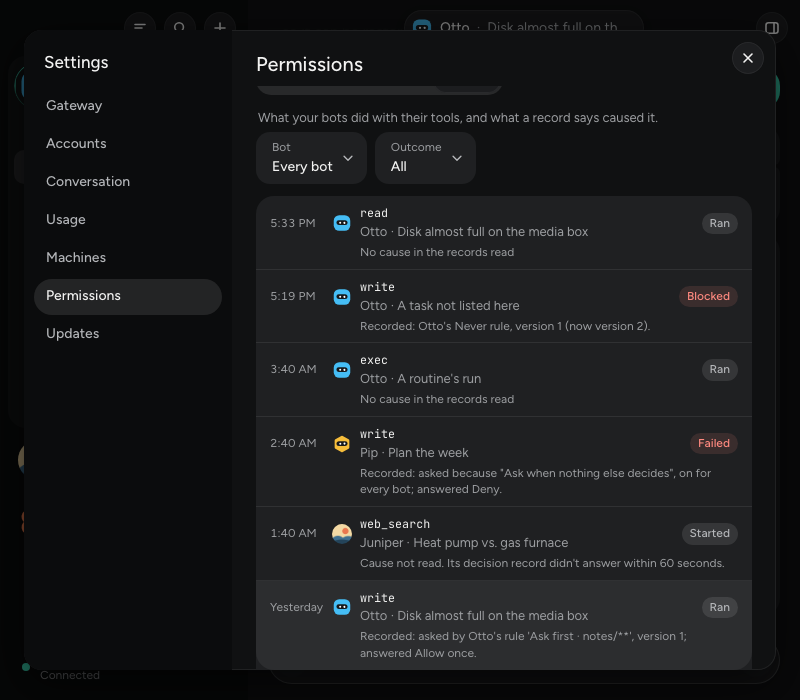 Otto · Disk almost full on th
Settings
Gateway
Accounts
Conversation
Usage
Machines
Permissions
Updates
Connected
Permissions
What your bots did with their tools, and what a record says caused it.
Bot
Every bot
Outcome
All
5:33 PM
read
Otto · Disk almost full on the media box
No cause in the records read
Ran
5:19 PM
write
Otto · A task not listed here
Recorded: Otto's Never rule, version 1 (now version 2).
Blocked
3:40 AM
exec
Otto · A routine's run
No cause in the records read
Ran
2:40 AM
write
Pip · Plan the week
Recorded: asked because "Ask when nothing else decides", on for
every bot; answered Deny.
Failed
1:40 AM
web_search
Juniper · Heat pump vs. gas furnace
Cause not read. Its decision record didn't answer within 60 seconds.
Started
Yesterday
write
Otto · Disk almost full on the media box
Recorded: asked by Otto's rule 'Ask first · notes/**', version 1;
answered Allow once.
Ran